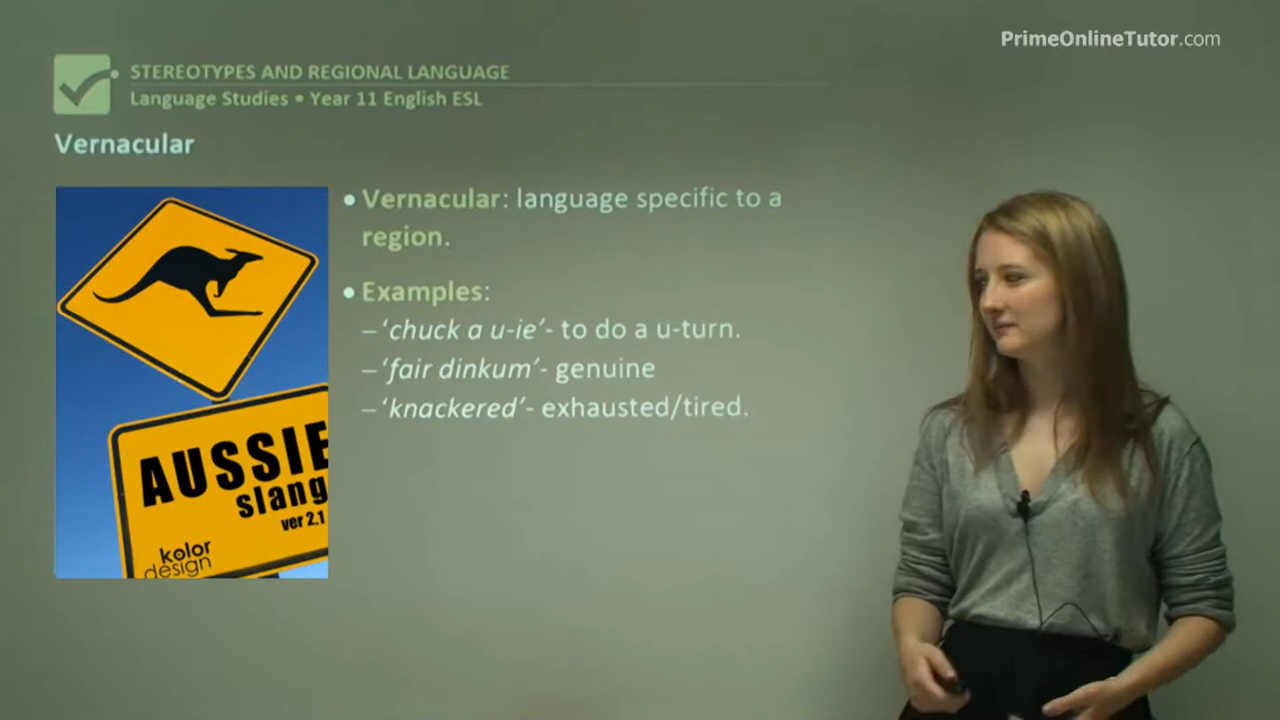 PrimeOnlineTutor.com
STEREOTYPES AND REGIONAL LANGUAGE
Language Studies • Year 11 English ESL
Vernacular
• Vernacular: language specific to a
region.
• Examples:
– 'chuck a u-ie'- to do a u-turn.
– 'fair dinkum'- genuine
– 'knackered'- exhausted/tired.
AUSSIE
slang
ver 2.1
kolor
design